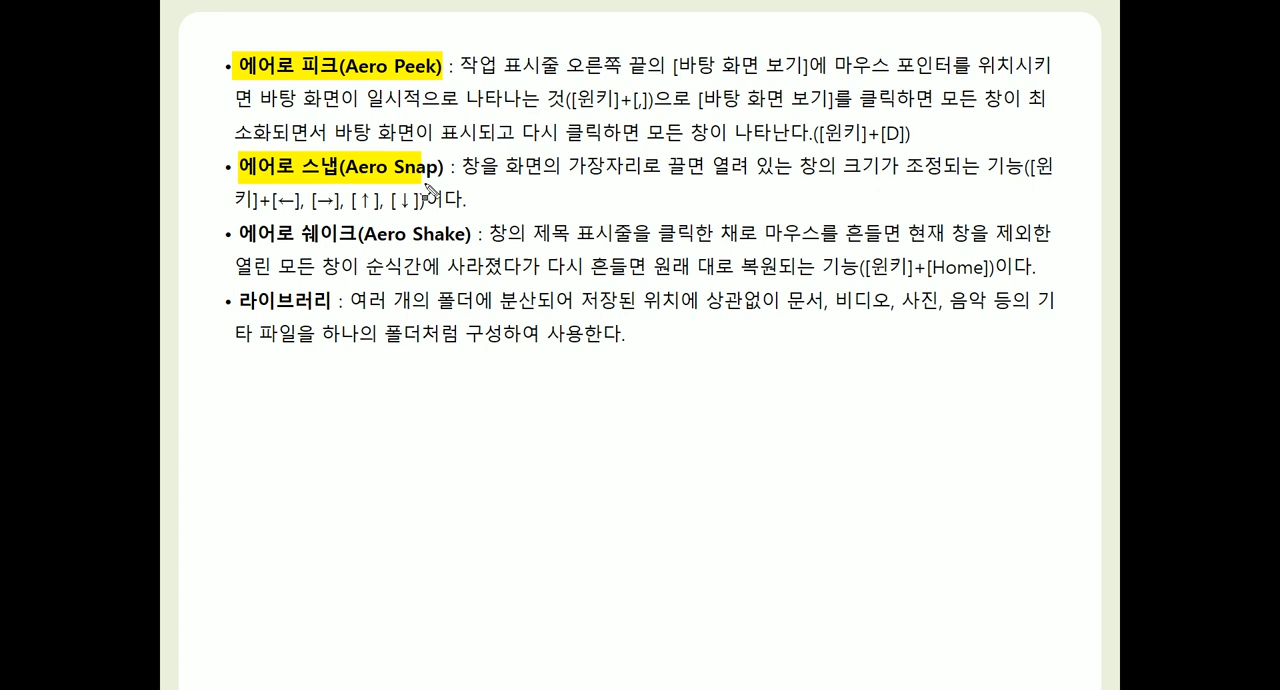 • 에어로 피크(Aero Peek) : 작업 표시줄 오른쪽 끝의 [바탕 화면 보기]에 마우스 포인터를 위치시키
면 바탕 화면이 일시적으로 나타나는 것([윈키]+[,])으로 [바탕 화면 보기]를 클릭하면 모든 창이 최
소화되면서 바탕 화면이 표시되고 다시 클릭하면 모든 창이 나타난다.([윈키]+[D])
• 에어로 스냅(Aero Snap) : 창을 화면의 가장자리로 끌면 열려 있는 창의 크기가 조정되는 기능([윈
키]+[←], [→], [↑], [↓])이다.
• 에어로 쉐이크(Aero Shake) : 창의 제목 표시줄을 클릭한 채로 마우스를 흔들면 현재 창을 제외한
열린 모든 창이 순식간에 사라졌다가 다시 흔들면 원래 대로 복원되는 기능([윈키]+[Home])이다.
• 라이브러리 : 여러 개의 폴더에 분산되어 저장된 위치에 상관없이 문서, 비디오, 사진, 음악 등의 기
타 파일을 하나의 폴더처럼 구성하여 사용한다.